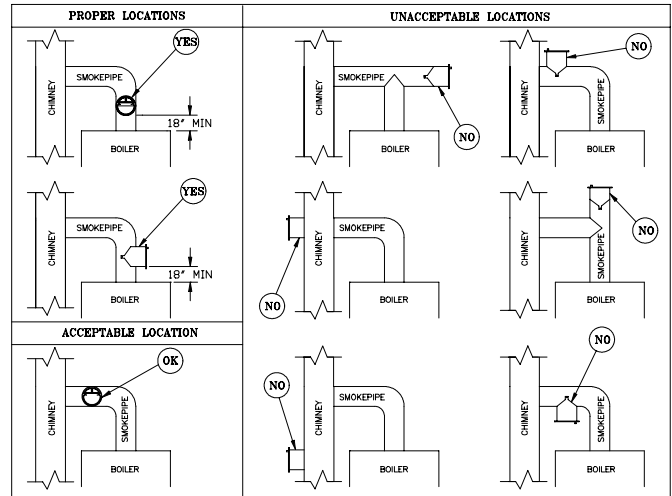 PROPER LOCATIONS
YES
SMOKEPIPE
CHIMNEY
18" MIN
BOILER
YES
SMOKEPIPE
CHIMNEY
18" MIN
BOILER
ACCEPTABLE LOCATION
OK
CHIMNEY
SMOKEPIPE
BOILER
UNACCEPTABLE LOCATIONS
SMOKEPIPE
CHIMNEY
NO
BOILER
NO
CHIMNEY
SMOKEPIPE
BOILER
SMOKEPIPE
CHIMNEY
NO
BOILER
NO
CHIMNEY
SMOKEPIPE
BOILER
NO
SMOKEPIPE
CHIMNEY
BOILER
NO
CHIMNEY
SMOKEPIPE
BOILER